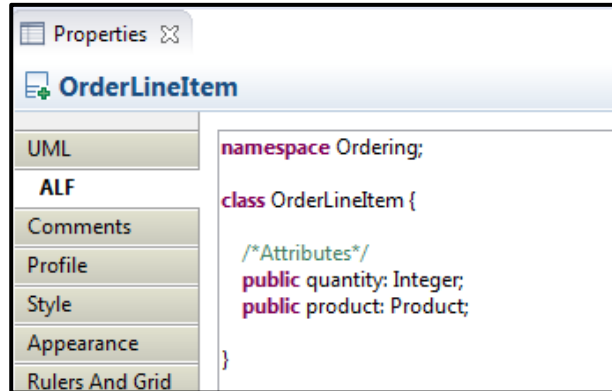 Properties
OrderLineItem
UML
ALF
Comments
Profile
Style
Appearance
Rulers And Grid
namespace Ordering;
class OrderLineItem {
/*Attributes*/
public quantity: Integer;
public product: Product;
}